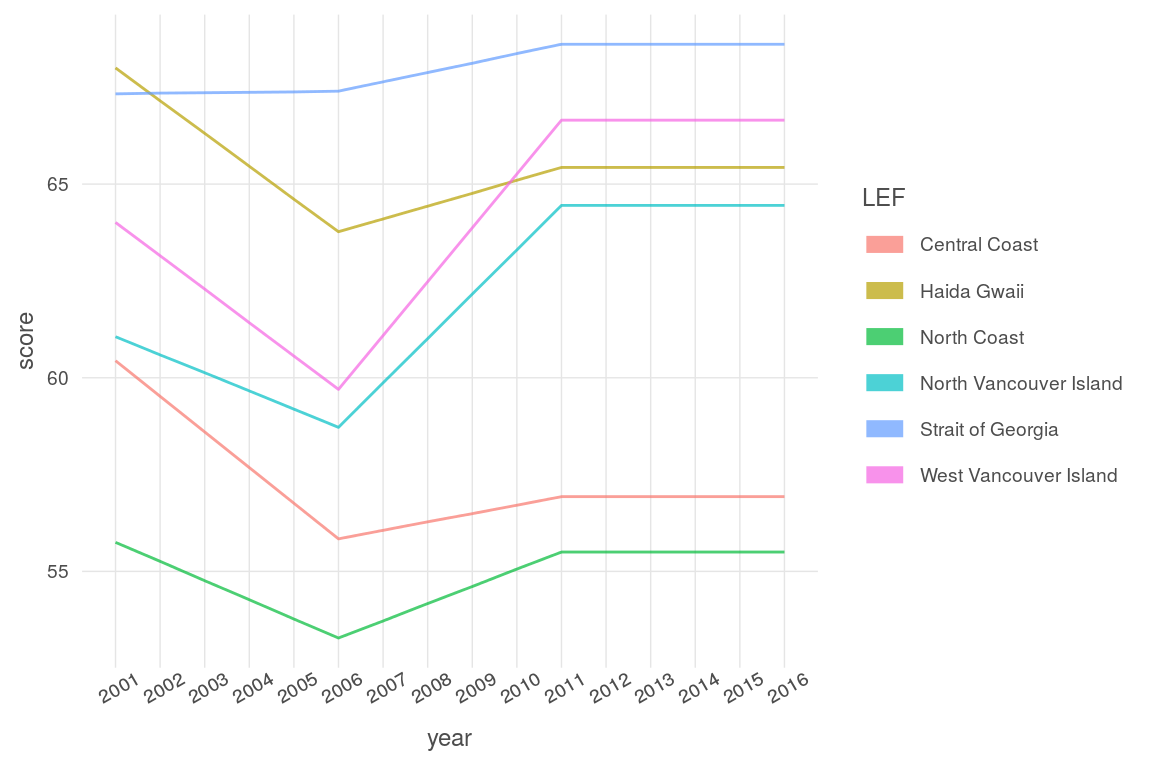 65
60
55
score
2001 2002 2003 2004 2005 2006 2007 2008 2009 2010 2011 2012 2013 2014 2015 2016
year
LEF
Central Coast
Haida Gwaii
North Coast
North Vancouver Island
Strait of Georgia
West Vancouver Island